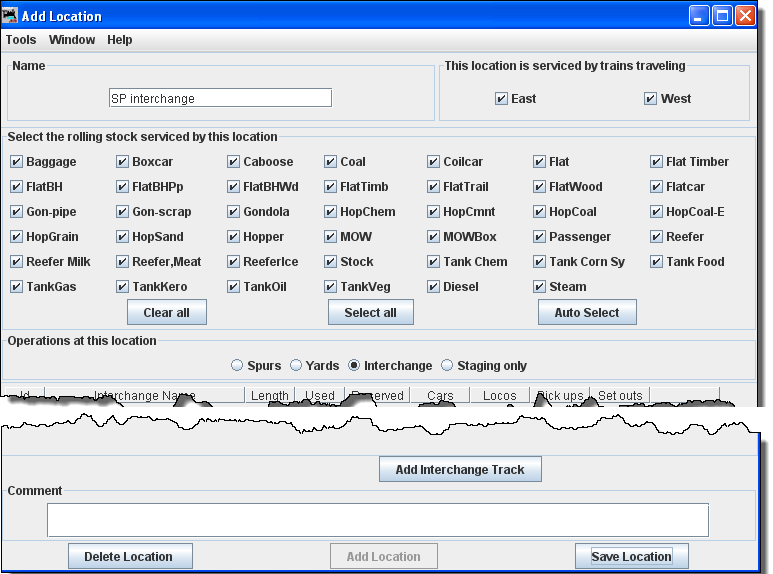 Add Location
Tools Window Help
Name This location is serviced by trains traveling
SP interchange East West
Select the rolling stock serviced by this location
Baggage Boxcar Caboose Coal Coilcar Flat Flat Timber
FlatBH FlatBHPp FlatBHWd FlatTimb FlatTrail FlatWood Flatcar
Gon-pipe Gon-scrap Gondola HopChem HopCmnt HopCoal HopCoal-E
HopGrain HopSand Hopper MOW MOWBox Passenger Reefer
Reefer Milk Reefer,Meat ReeferIce Stock Tank Chem Tank Corn Sy Tank Food
TankGas TankKero TankOil TankVeg Diesel Steam
Clear all Select all Auto Select
Operations at this location
Spurs Yards Interchange Staging only
Id Interchange Name Length Used Reserved Cars Locos Pick ups Set outs
Add Interchange Track
Comment
Delete Location Add Location Save Location